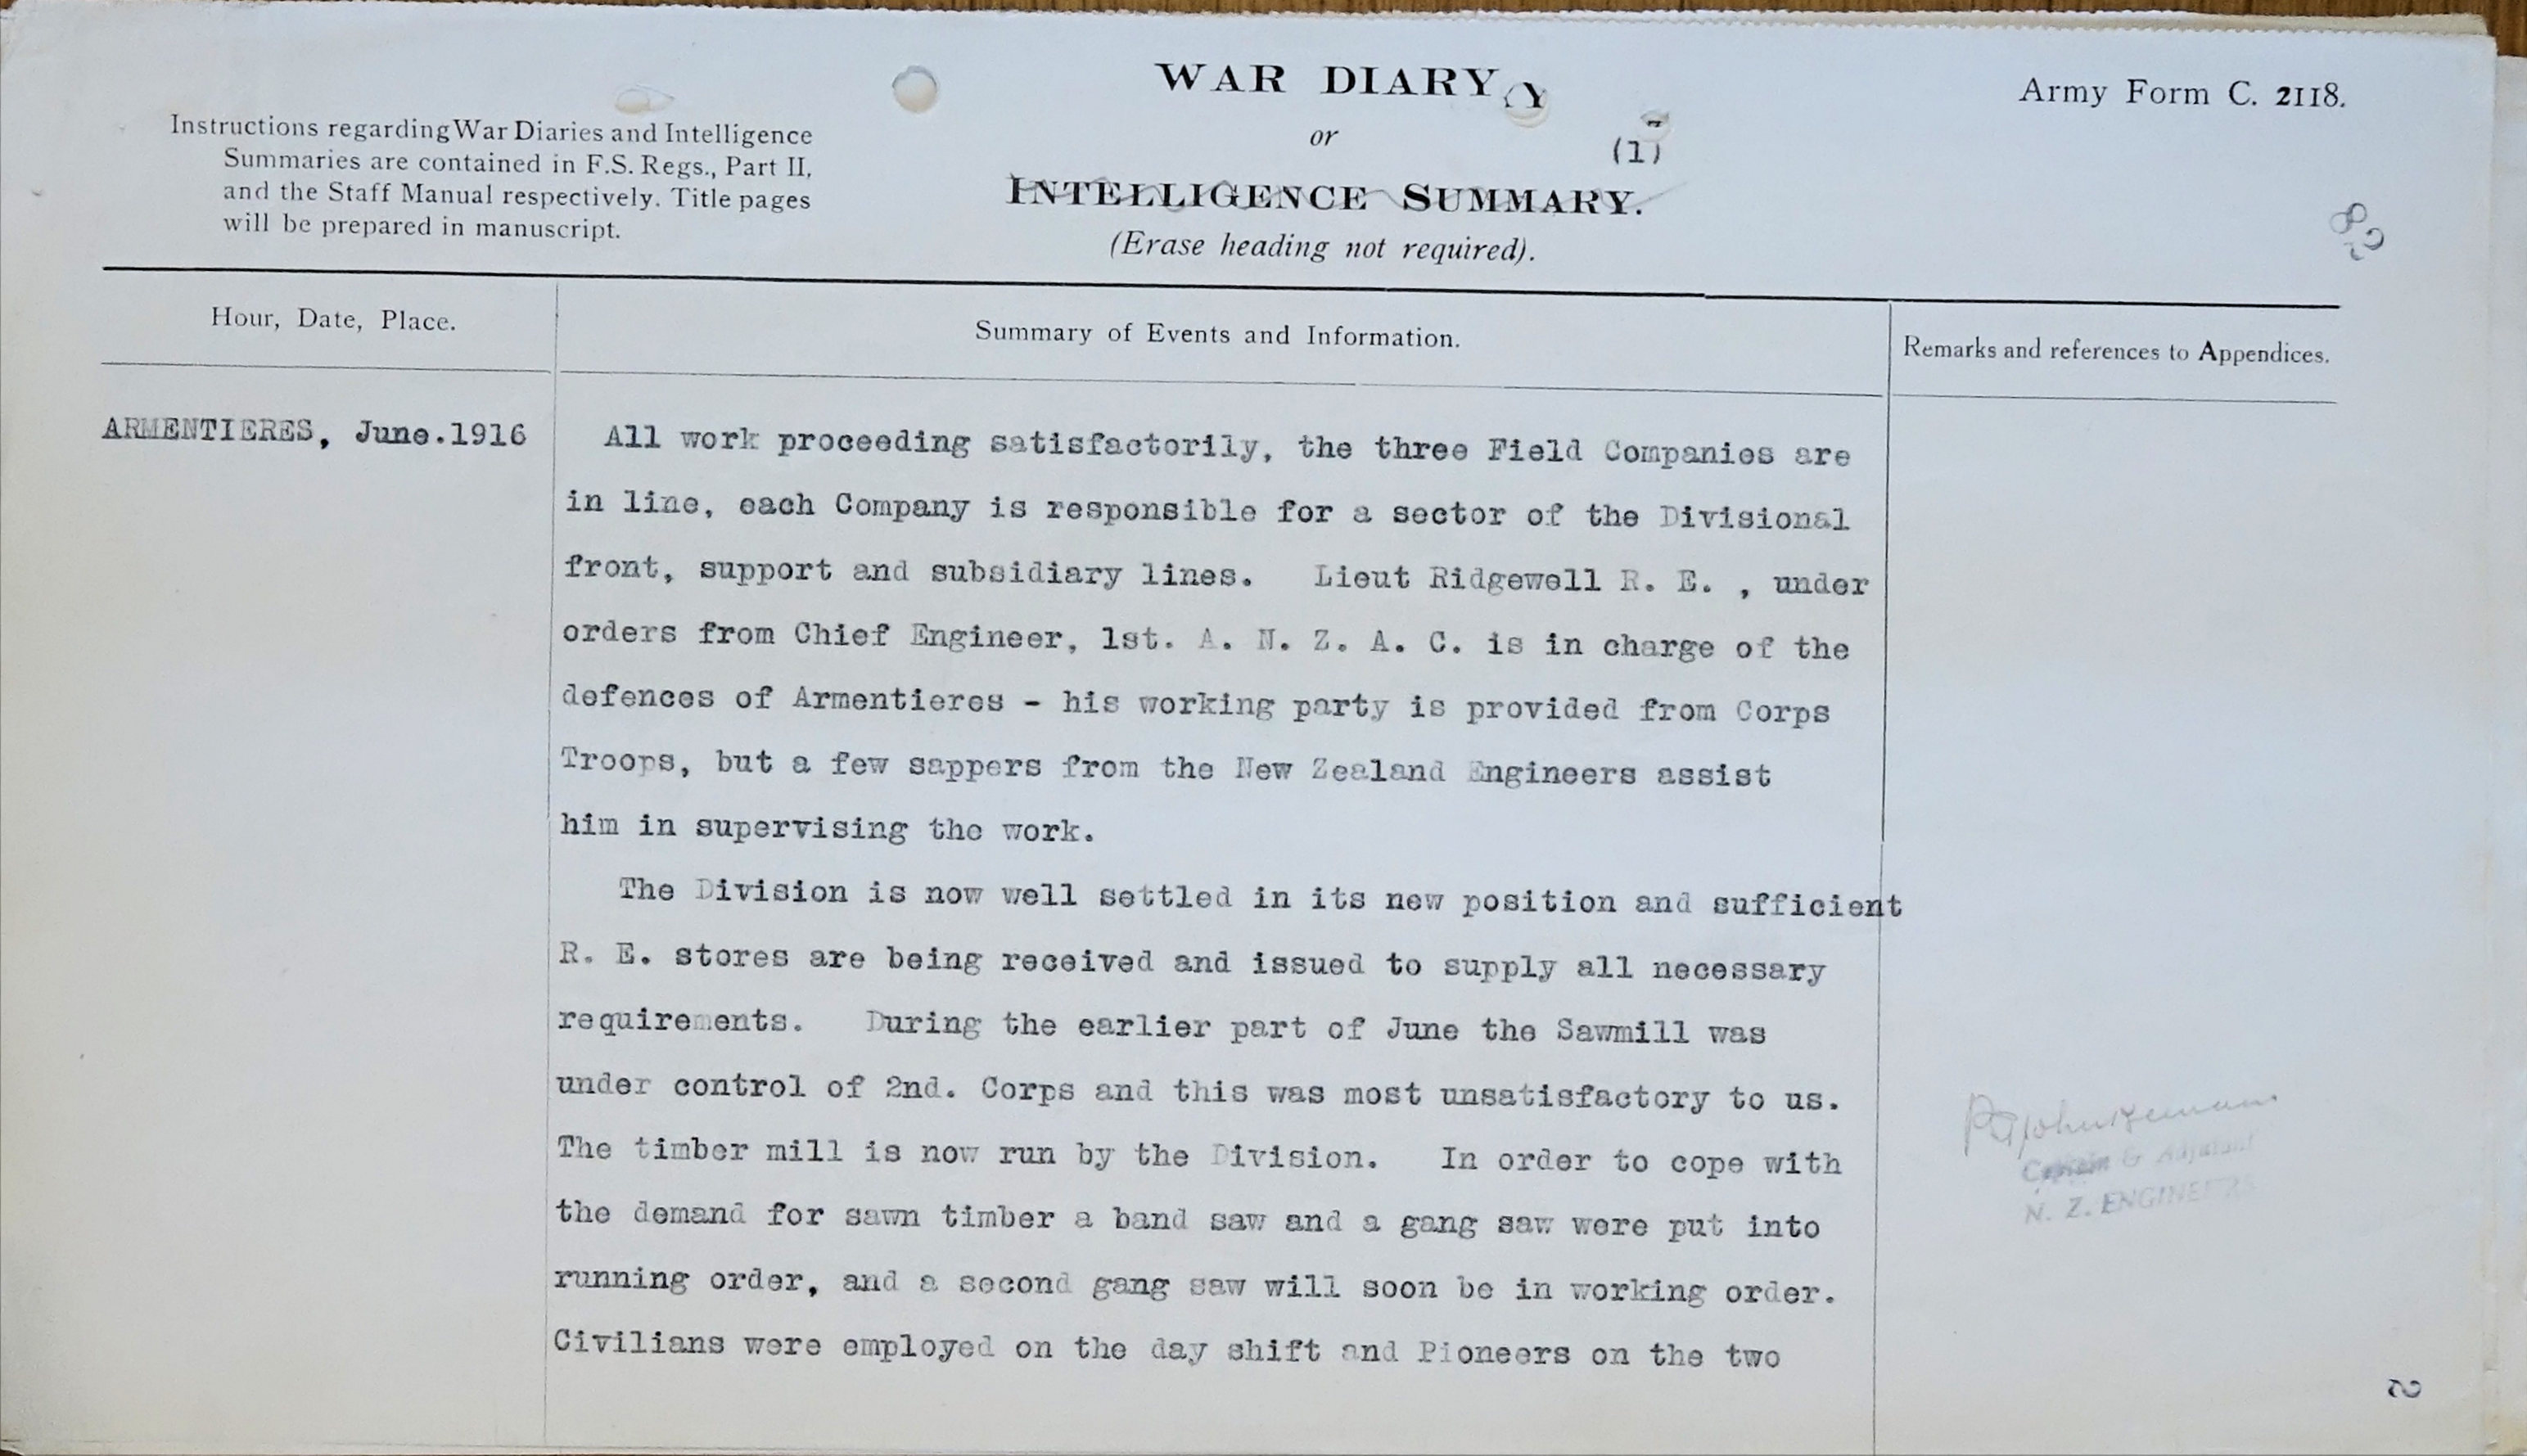 WAR DIARY
Army Form C. 2118.
or
(1)
INTELLIGENCE SUMMARY.
(Erase heading not required).
Instructions regarding War Diaries and Intelligence
Summaries are contained in F.S. Regs., Part II,
and the Staff Manual respectively. Title pages
will be prepared in manuscript.
Hour, Date, Place.
Summary of Events and Information.
Remarks and references to Appendices.
ARMENTIERES, June.1916
All work proceeding satisfactorily, the three Field Companies are
in line, each Company is responsible for a sector of the Divisional
front, support and subsidiary lines. Lieut Ridgewell R. E. , under
orders from Chief Engineer, 1st. A. N. Z. A. C. is in charge of the
defences of Armentieres - his working party is provided from Corps
Troops, but a few sappers from the New Zealand Engineers assist
him in supervising the work.
The Division is now well settled in its new position and sufficient
R. E. stores are being received and issued to supply all necessary
requirements. During the earlier part of June the Sawmill was
under control of 2nd. Corps and this was most unsatisfactory to us.
The timber mill is now run by the Division. In order to cope with
the demand for sawn timber a band saw and a gang saw were put into
running order, and a second gang saw will soon be in working order.
Civilians were employed on the day shift and Pioneers on the two
Captain & Adjutant
N. Z. ENGINEERS
2